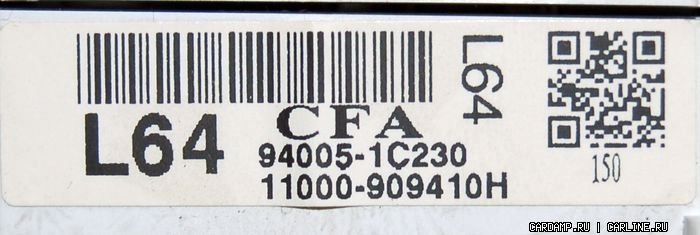 CFA
L64
94005-1C230
11000-909410H
L64
150
CARDAMP.RU | CARLINE.RU